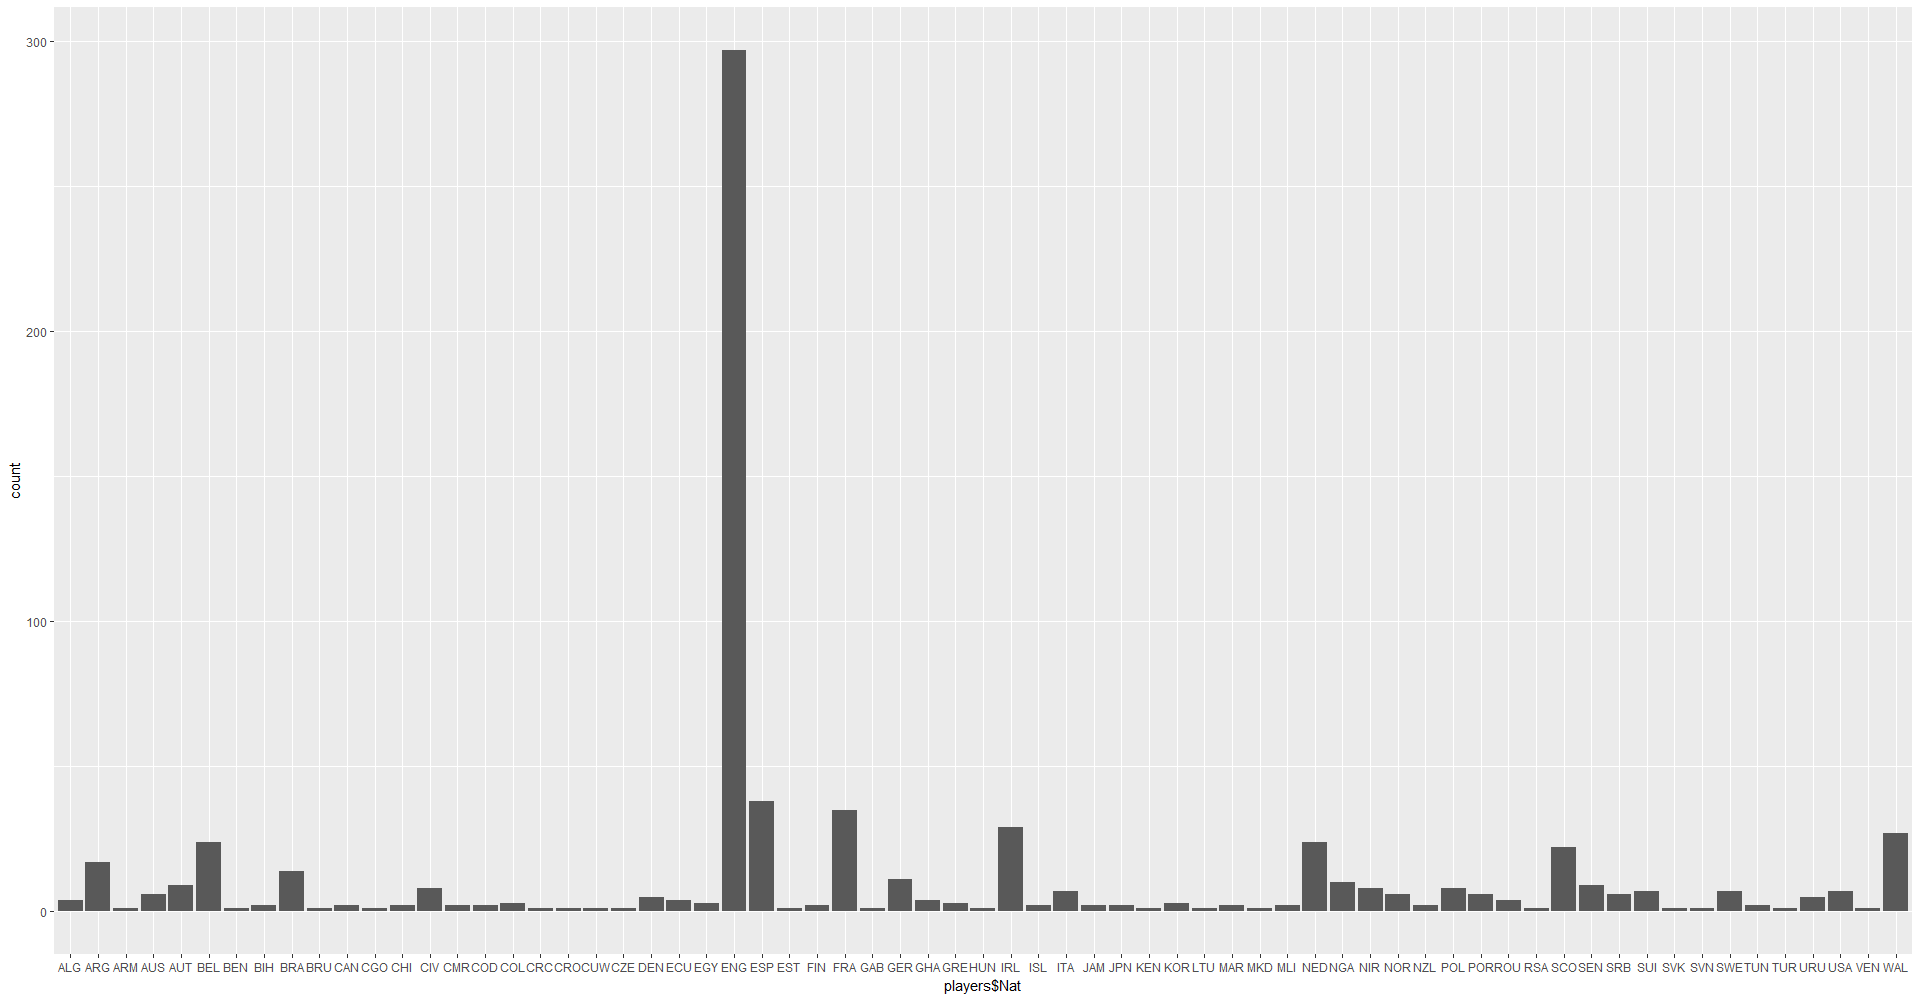 300
200
100
0
count
ALG ARG ARM AUS AUT BEL BEN BIH BRA BRU CAN CGO CHI CIV CMR COD COL CRC CRO CUW CZE DEN ECU EGY ENG ESP EST FIN FRA GAB GER GHA GRE HUN IRL ISL ITA JAM JPN KEN KOR LTU MAR MKD MLI NED NGA NIR NOR NZL POL POR ROU RSA SCO SEN SRB SUI SVK SVN SWE TUN TUR URU USA VEN WAL
players$Nat